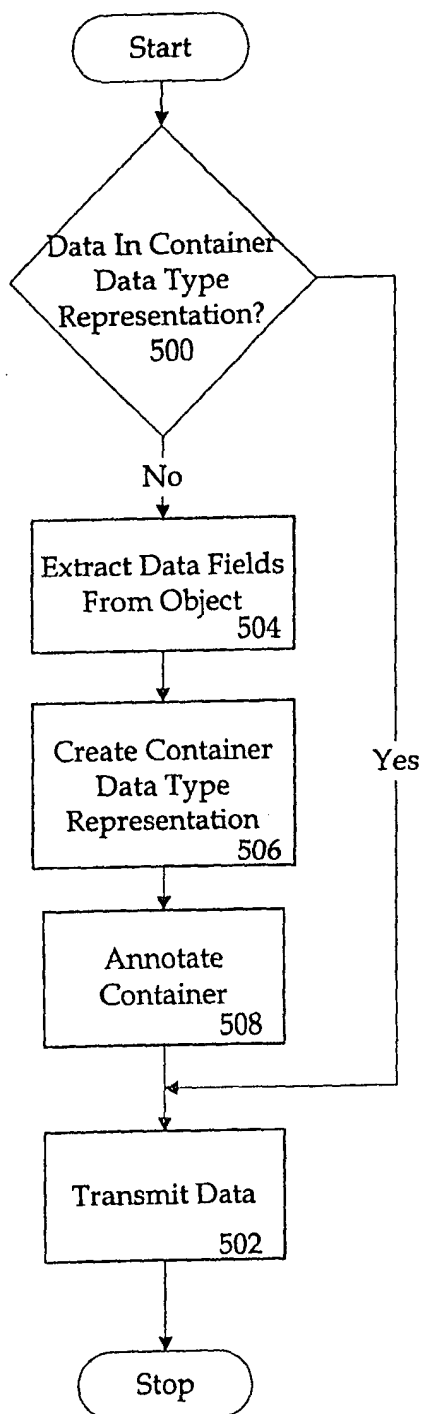 Start
Data In Container
Data Type
Representation?
500
No
Extract Data Fields
From Object
504
Create Container
Data Type
Representation
506
Yes
Annotate
Container
508
Transmit Data
502
Stop